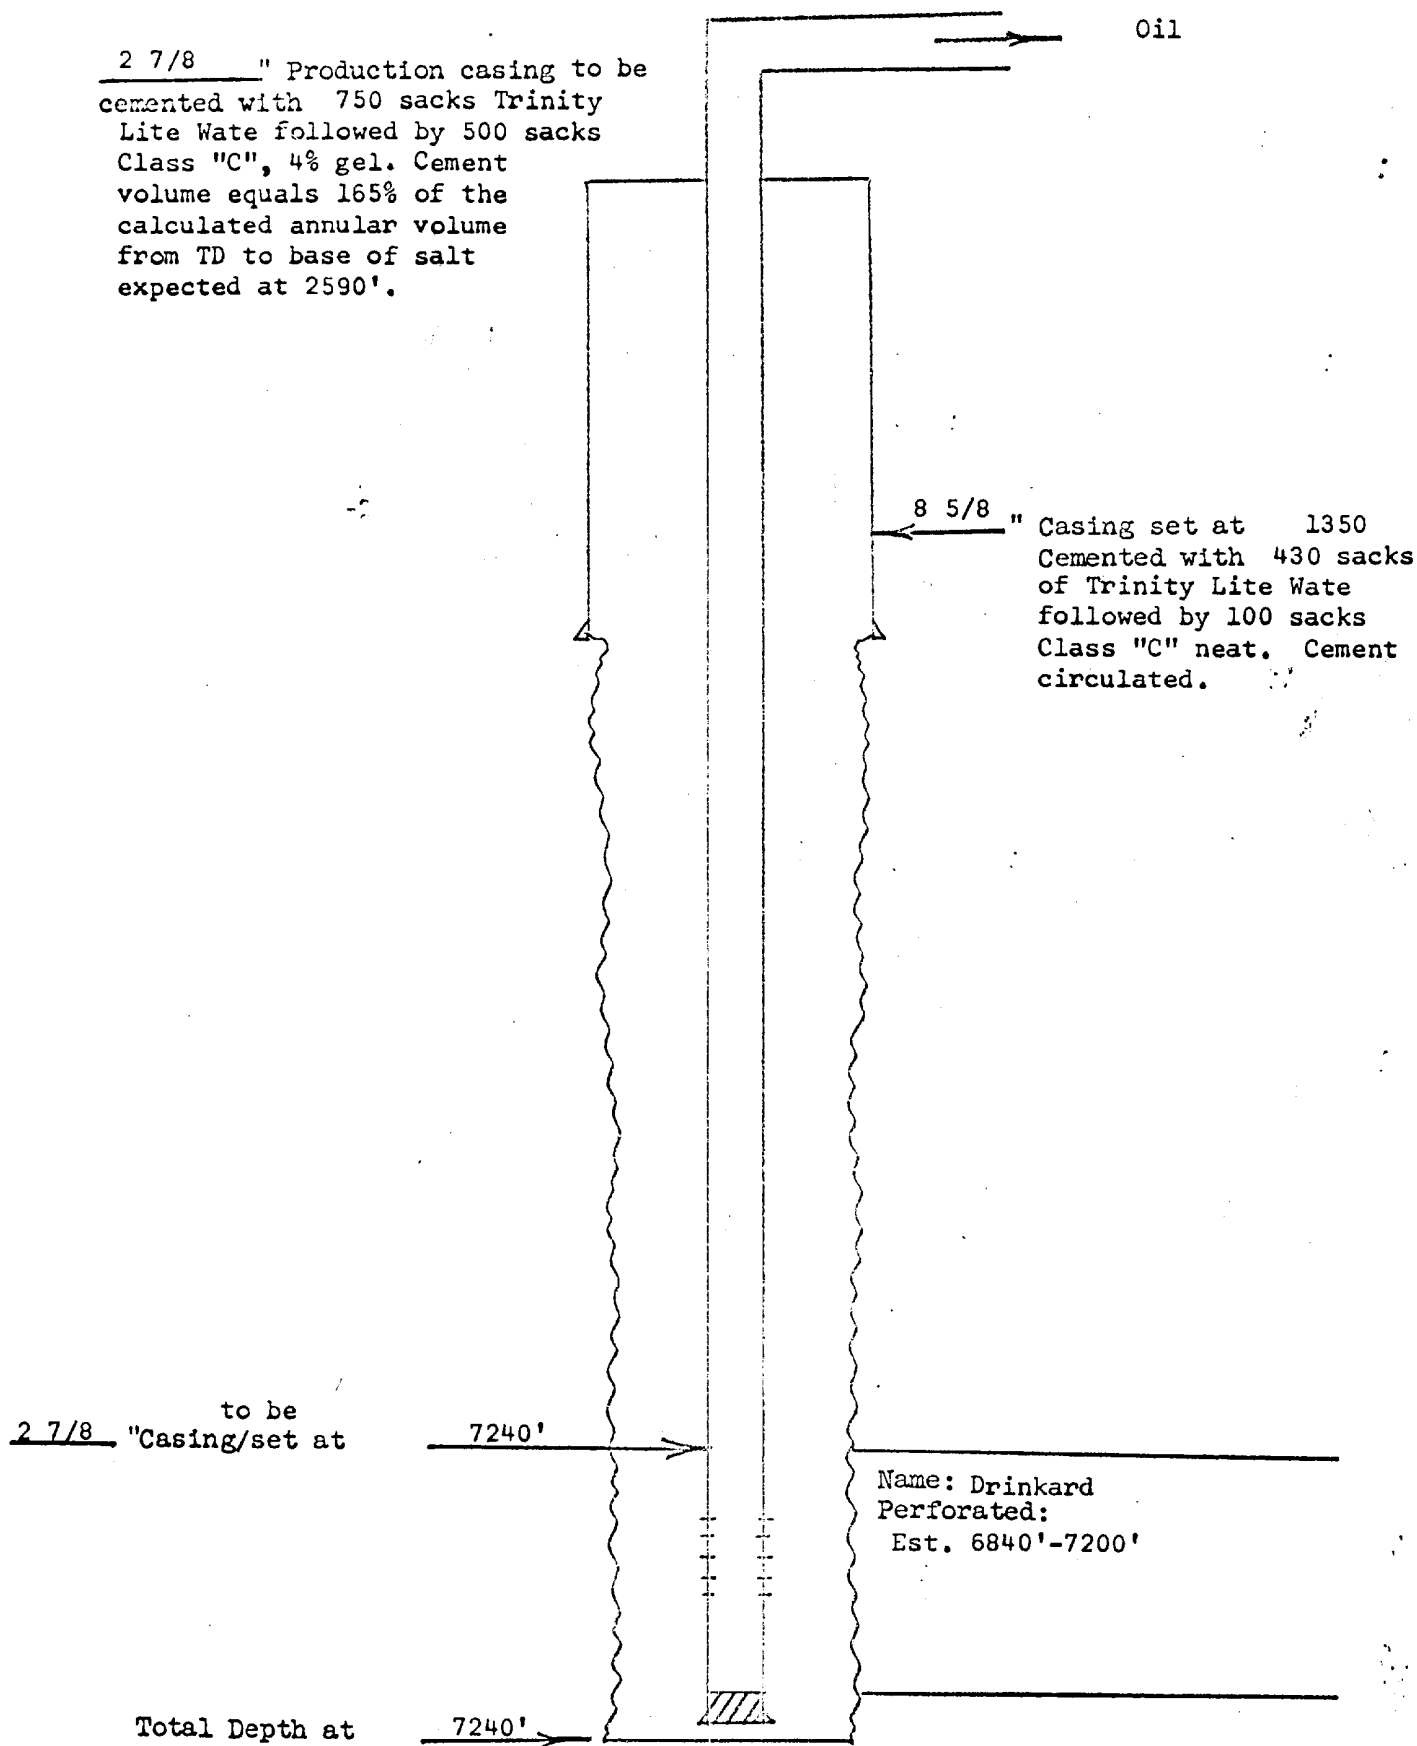 Oil
2 7/8 " Production casing to be
cemented with 750 sacks Trinity
Lite Wate followed by 500 sacks
Class "C", 4% gel. Cement
volume equals 165% of the
calculated annular volume
from TD to base of salt
expected at 2590'.
8 5/8 " Casing set at 1350
Cemented with 430 sacks
of Trinity Lite Wate
followed by 100 sacks
Class "C" neat. Cement
circulated.
to be
2 7/8 "Casing/set at 7240'
Name: Drinkard
Perforated:
Est. 6840'-7200'
Total Depth at 7240'